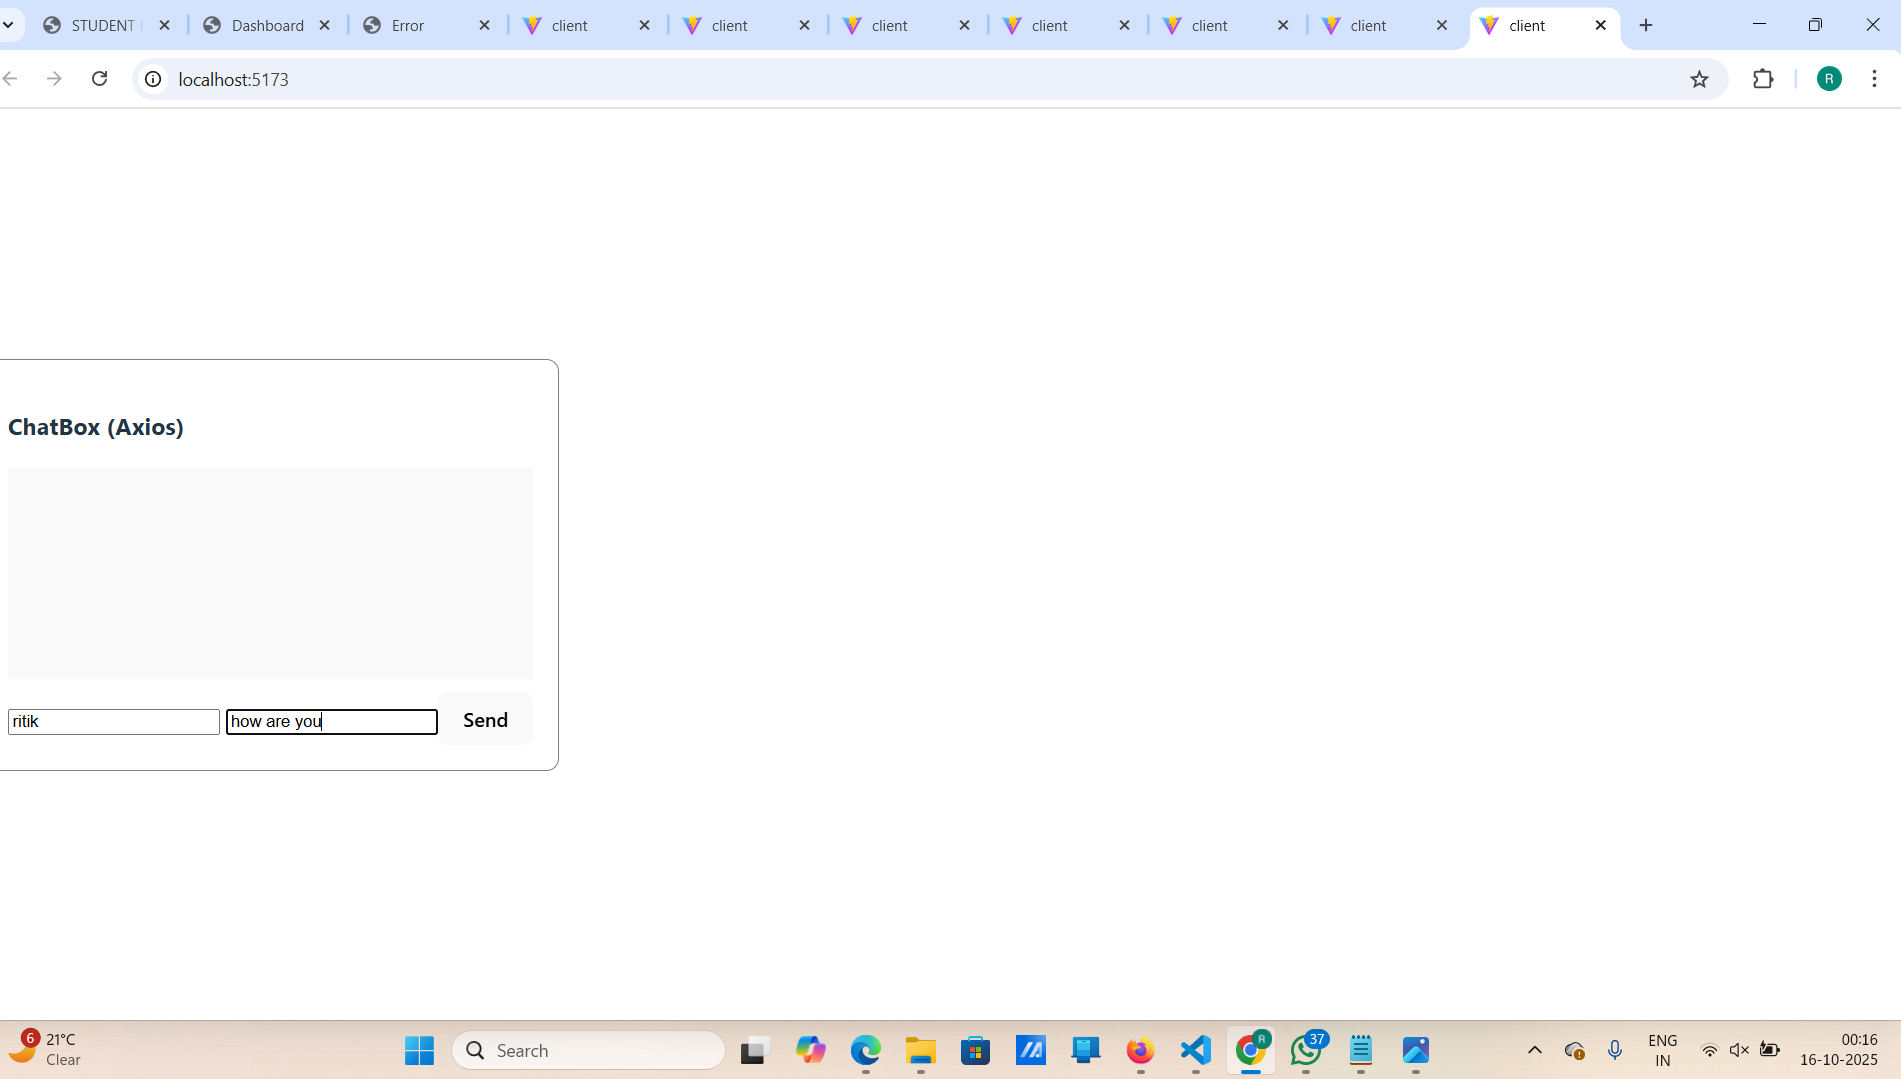 STUDENT
Dashboard
Error
client
client
client
client
client
client
client
localhost:5173
R
ChatBox (Axios)
ritik
how are you
Send
6
21°C
Clear
Search
R
37
ENG
IN
00:16
16-10-2025